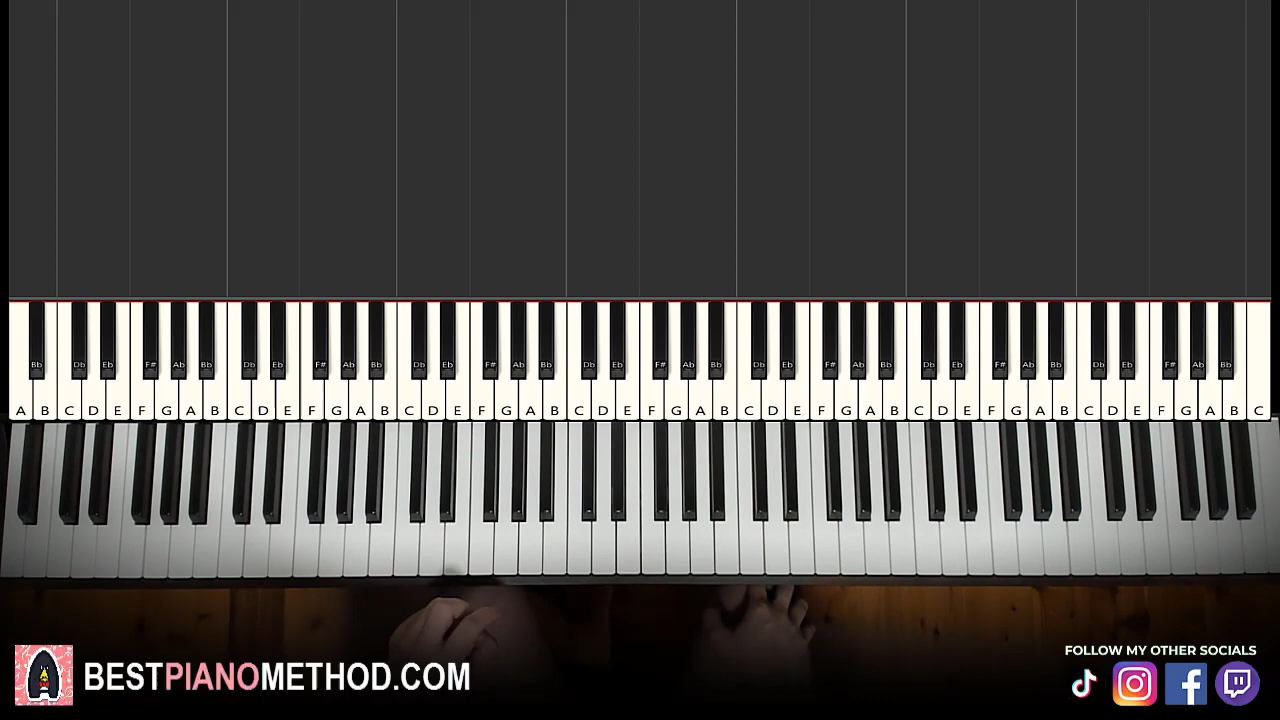 Bb Db Eb F# Ab Bb Db Eb F# Ab Bb Db Eb F# Ab Bb Db Eb F# Ab Bb Db Eb F# Ab Bb Db Eb F# Ab Bb Db Eb F# Ab Bb
A B C D E F G A B C D E F G A B C D E F G A B C D E F G A B C D E F G A B C D E F G A B C D E F G A B C
FOLLOW MY OTHER SOCIALS
BESTPIANOMETHOD.COM